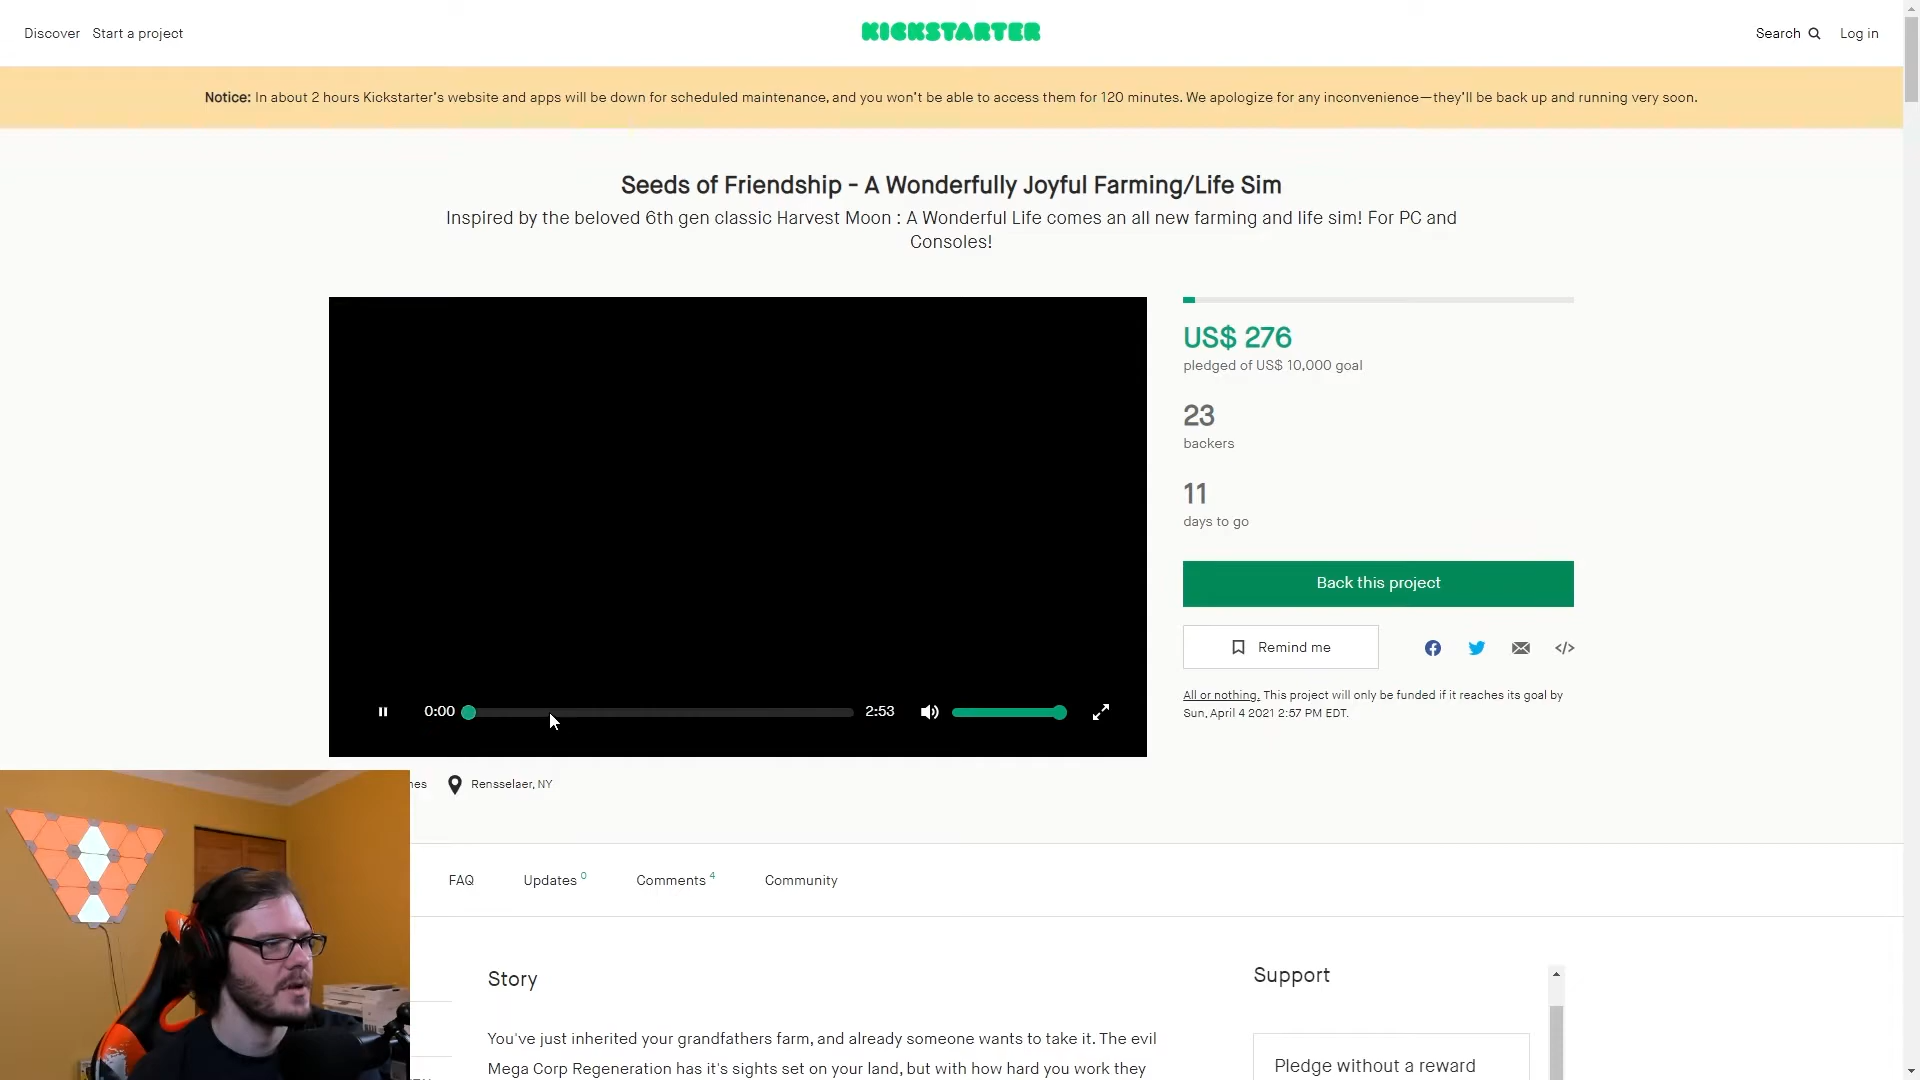 Discover Start a project
KICKSTARTER
Search Log in
Notice: In about 2 hours Kickstarter's website and apps will be down for scheduled maintenance, and you won't be able to access them for 120 minutes. We apologize for any inconvenience—they'll be back up and running very soon.
Seeds of Friendship - A Wonderfully Joyful Farming/Life Sim
Inspired by the beloved 6th gen classic Harvest Moon : A Wonderful Life comes an all new farming and life sim! For PC and
Consoles!
US$ 276
pledged of US$ 10,000 goal
23
backers
11
days to go
Back this project
Remind me
</>
All or nothing. This project will only be funded if it reaches its goal by
Sun, April 4 2021 2:57 PM EDT.
0:00 2:53
Rensselaer, NY
FAQ Updates 0 Comments 4 Community
Story
Support
You've just inherited your grandfathers farm, and already someone wants to take it. The evil
Mega Corp Regeneration has it's sights set on your land, but with how hard you work they
Pledge without a reward